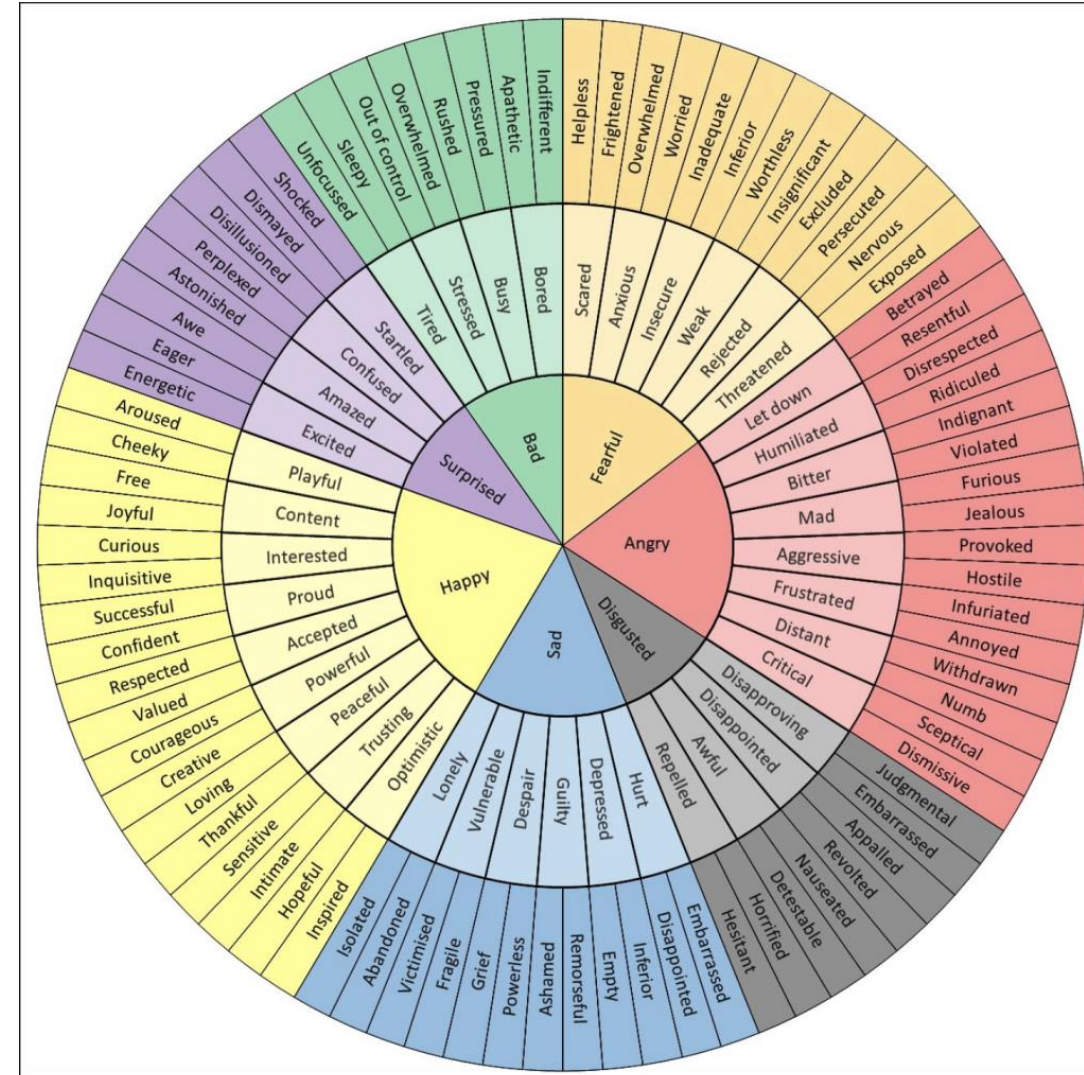 Fearful
Angry
Disgusted
Sad
Happy
Surprised
Bad
Scared
Anxious
Insecure
Weak
Rejected
Threatened
Let down
Humiliated
Bitter
Mad
Aggressive
Frustrated
Distant
Critical
Disapproving
Disappointed
Awful
Repelled
Hurt
Depressed
Guilty
Despair
Vulnerable
Lonely
Optimistic
Trusting
Peaceful
Powerful
Accepted
Proud
Interested
Content
Playful
Excited
Amazed
Confused
Startled
Tired
Stressed
Busy
Bored
Helpless
Frightened
Overwhelmed
Worried
Inadequate
Inferior
Worthless
Insignificant
Excluded
Persecuted
Nervous
Exposed
Betrayed
Resentful
Disrespected
Ridiculed
Indignant
Violated
Furious
Jealous
Provoked
Hostile
Infuriated
Annoyed
Withdrawn
Numb
Sceptical
Dismissive
Judgmental
Embarrassed
Appalled
Revolted
Nauseated
Detestable
Horrified
Hesitant
Embarrassed
Disappointed
Inferior
Empty
Remorseful
Ashamed
Powerless
Grief
Fragile
Victimised
Abandoned
Isolated
Inspired
Hopeful
Intimate
Sensitive
Thankful
Loving
Creative
Courageous
Valued
Respected
Confident
Successful
Inquisitive
Curious
Joyful
Free
Cheeky
Aroused
Energetic
Eager
Awe
Astonished
Perplexed
Disillusioned
Dismayed
Shocked
Unfocussed
Sleepy
Out of control
Overwhelmed
Rushed
Pressured
Apathetic
Indifferent